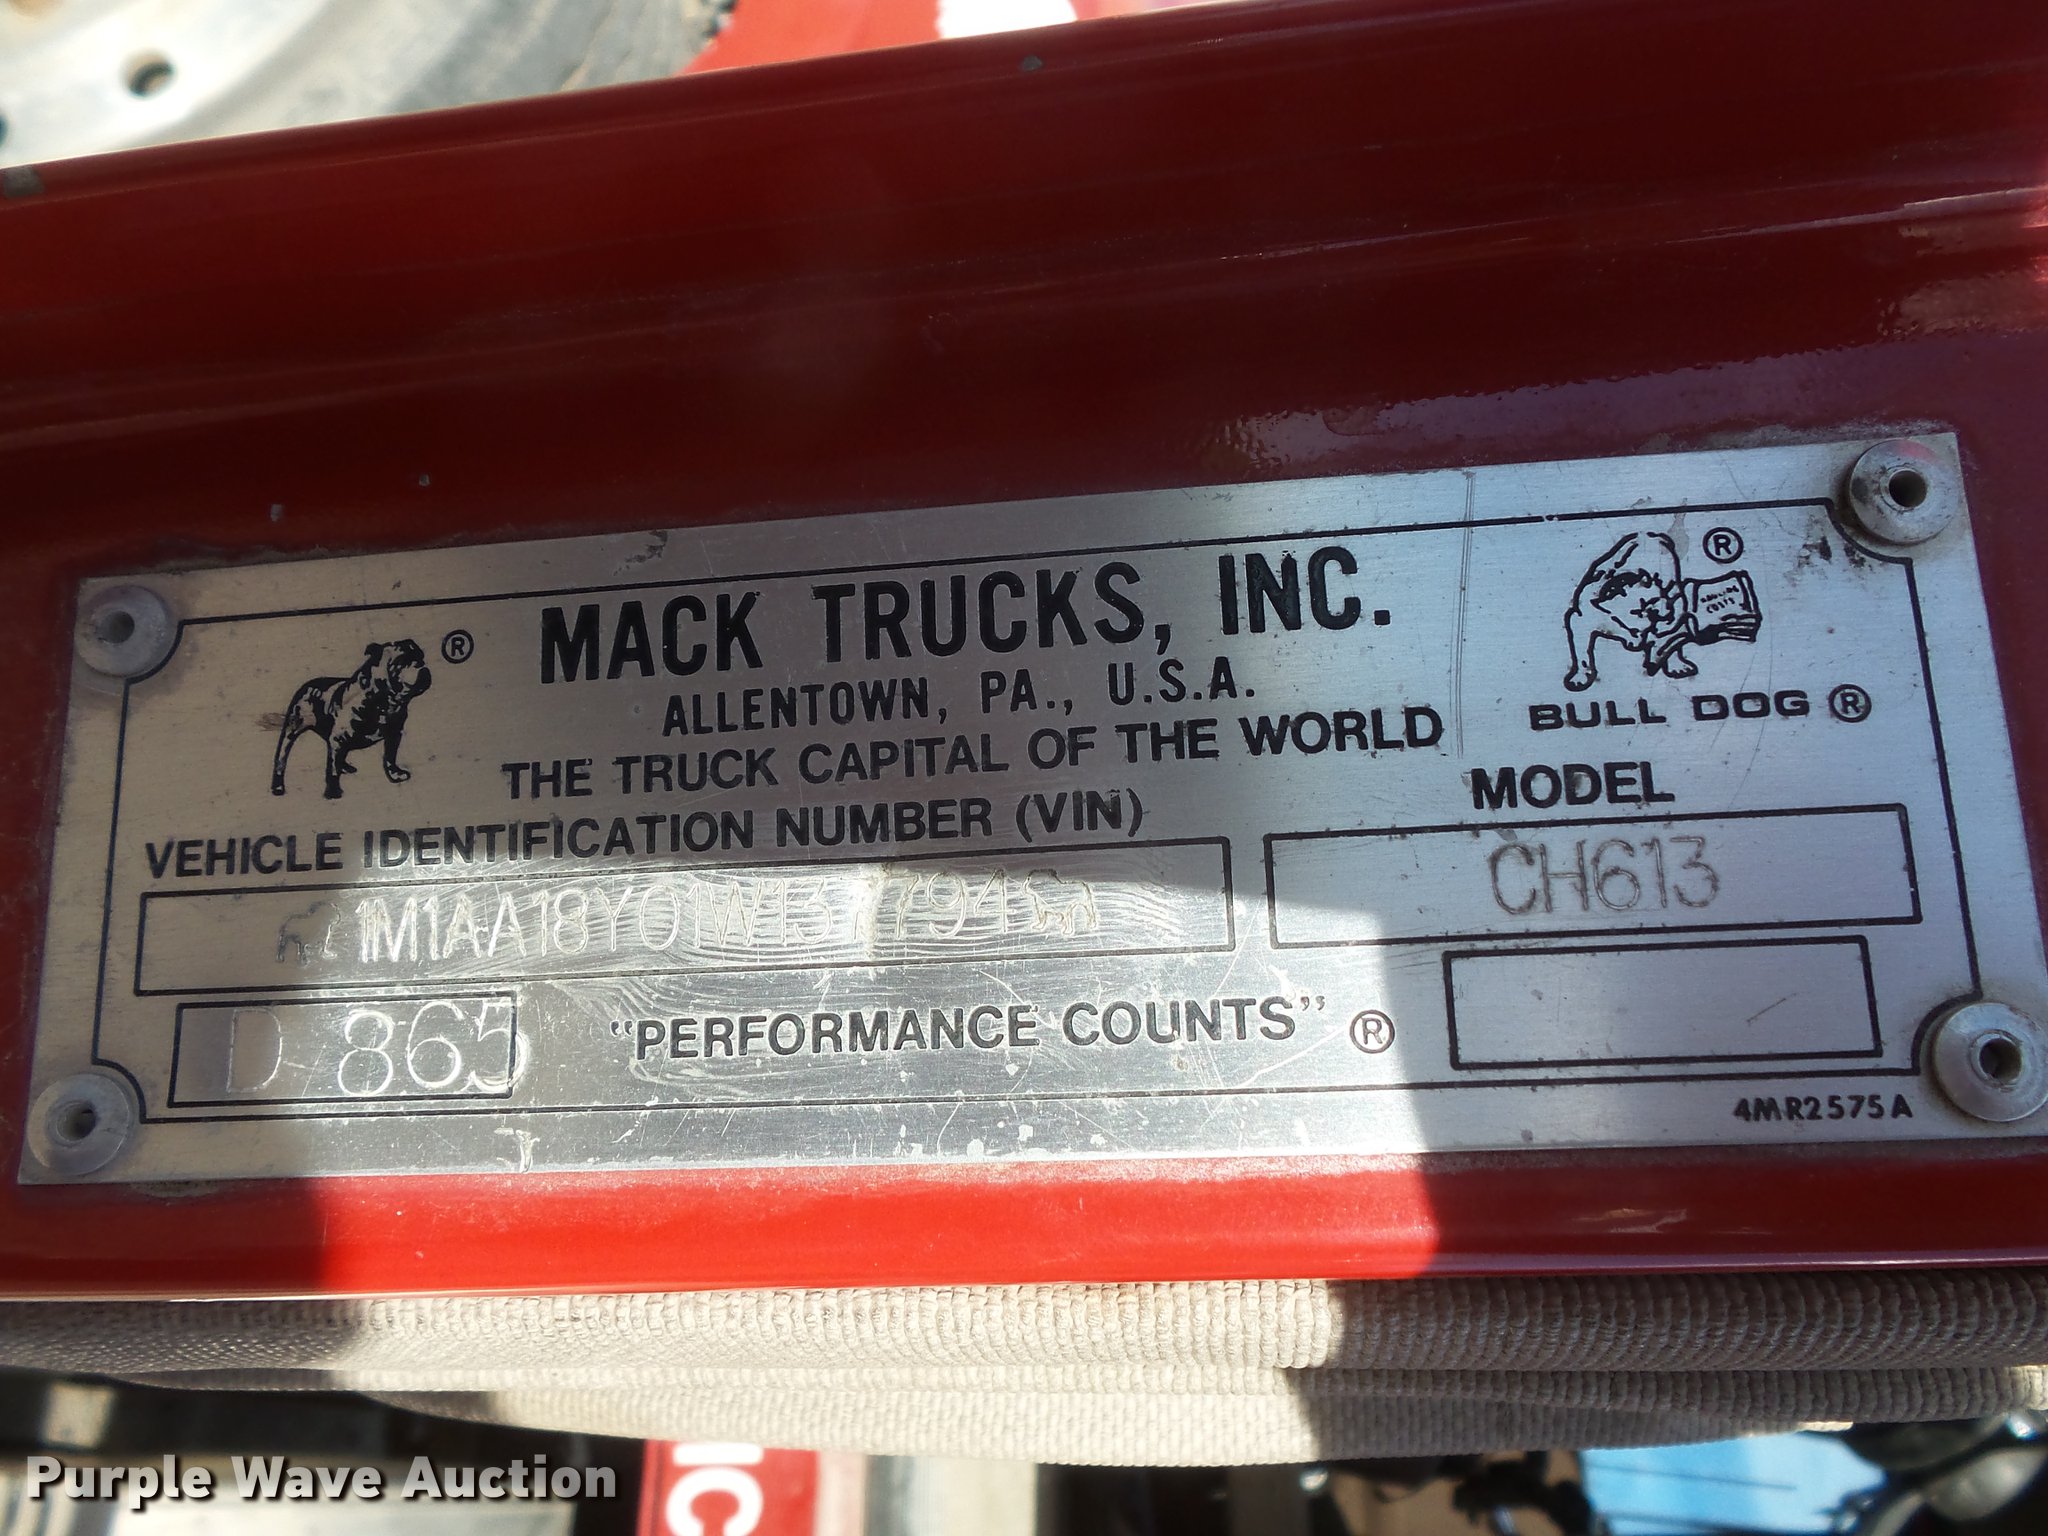 MACK TRUCKS, INC.
ALLENTOWN, PA., U.S.A.
THE TRUCK CAPITAL OF THE WORLD
®
®
BULL DOG ®
VEHICLE IDENTIFICATION NUMBER (VIN)
MODEL
1M1AA18Y01W137794
CH613
D-865
"PERFORMANCE COUNTS" ®
4MR2575A
Purple Wave Auction